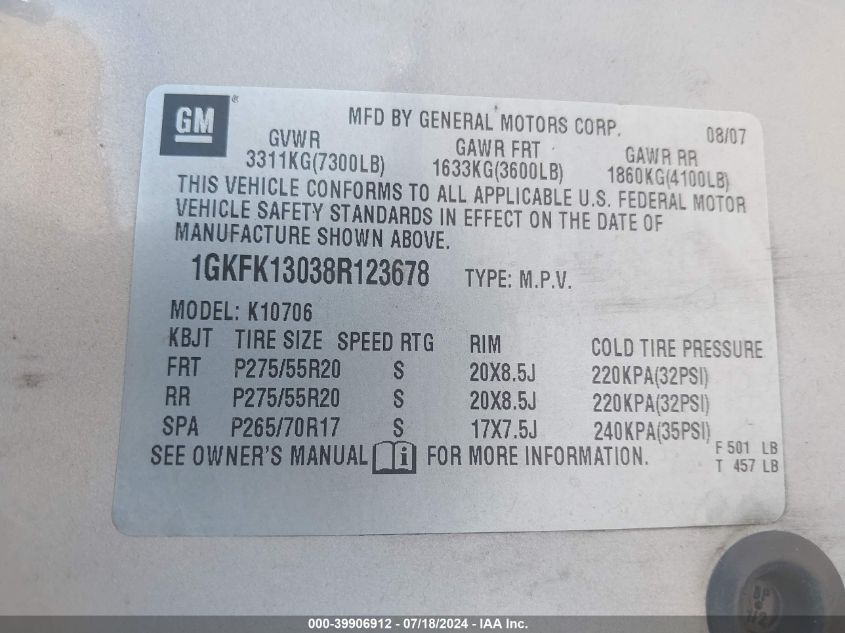 GM ®
MFD BY GENERAL MOTORS CORP. 08/07
GVWR GAWR FRT GAWR RR
3311KG(7300LB) 1633KG(3600LB) 1860KG(4100LB)
THIS VEHICLE CONFORMS TO ALL APPLICABLE U.S. FEDERAL MOTOR
VEHICLE SAFETY STANDARDS IN EFFECT ON THE DATE OF
MANUFACTURE SHOWN ABOVE.
1GKFK13038R123678 TYPE: M.P.V.
MODEL: K10706
KBJT TIRE SIZE SPEED RTG RIM COLD TIRE PRESSURE
FRT P275/55R20 S 20X8.5J 220KPA(32PSI)
RR P275/55R20 S 20X8.5J 220KPA(32PSI)
SPA P265/70R17 S 17X7.5J 240KPA(35PSI)
SEE OWNER'S MANUAL i FOR MORE INFORMATION.
F 501 LB
T 457 LB
000-39906912 - 07/18/2024 - IAA Inc.